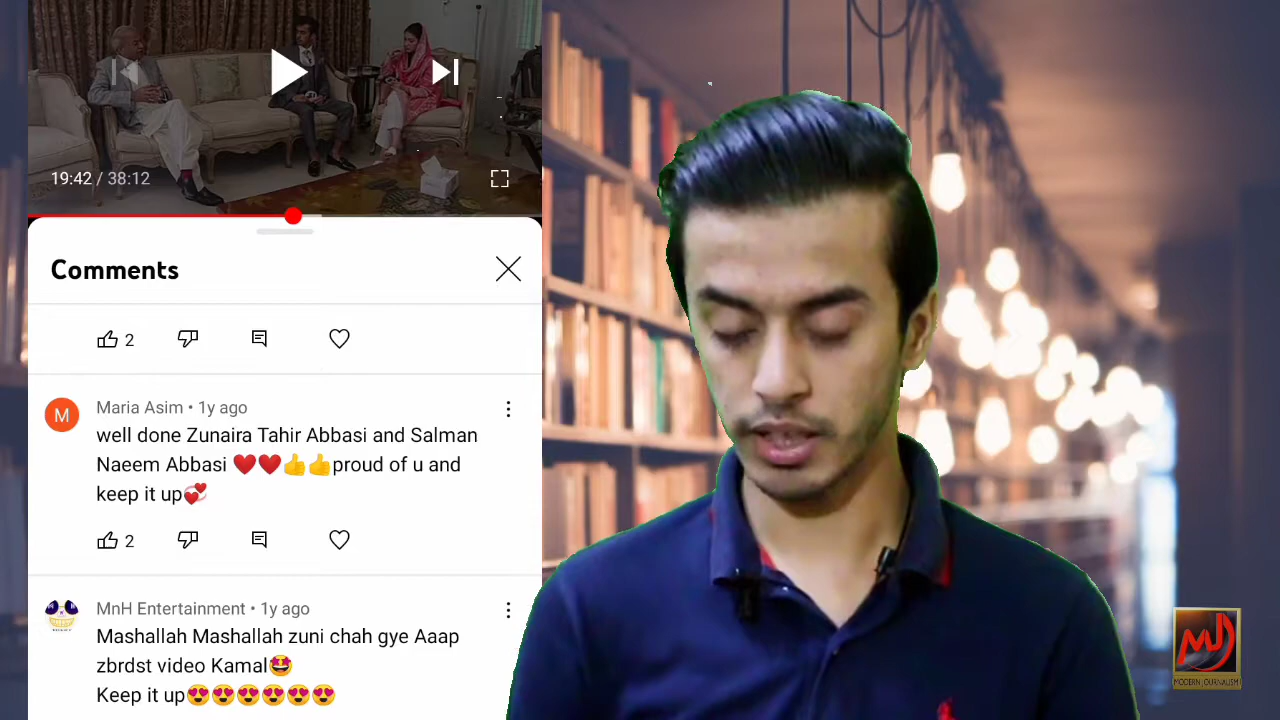 19:42 / 38:12
Comments
2
Maria Asim • 1y ago
M
well done Zunaira Tahir Abbasi and Salman
Naeem Abbasi ❤️❤️👍👍proud of u and
keep it up💞
2
MnH Entertainment • 1y ago
Mashallah Mashallah zuni chah gye Aaap
zbrdst video Kamal🤩
Keep it up😍😍😍😍😍😍
MJ
MODERN JOURNALISM